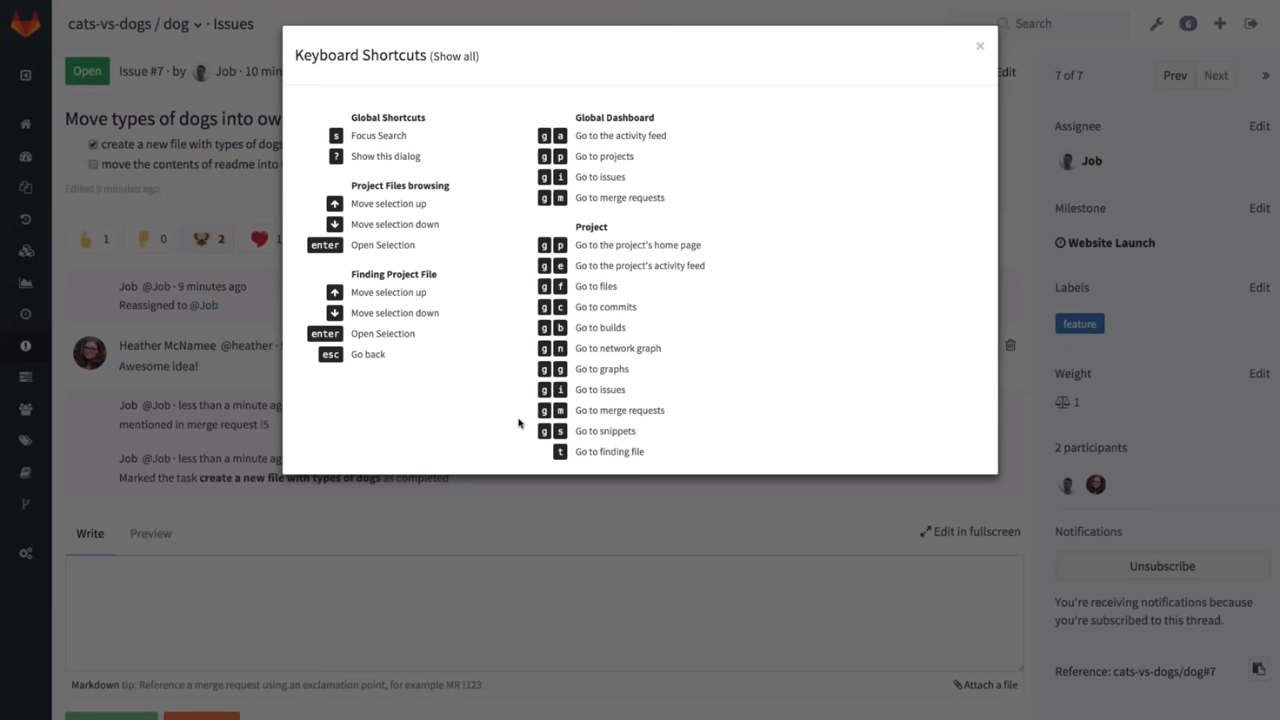 cats-vs-dogs / dog · Issues
Search
6
Open Issue #7 · by Job · 10 min
Edit
Move types of dogs into ow
create a new file with types of dogs
move the contents of readme into
Edited 9 minutes ago
1 0 2 1
Job @Job · 9 minutes ago
Reassigned to @Job
Heather McNamee @heather ·
Awesome idea!
Job @Job · less than a minute ag
mentioned in merge request !5
Job @Job · less than a minute ag
Marked the task create a new file with types of dogs as completed
Write Preview
Edit in fullscreen
Markdown tip: Reference a merge request using an exclamation point, for example MR !123
Attach a file
Keyboard Shortcuts (Show all)
×
Global Shortcuts
s Focus Search
? Show this dialog
Project Files browsing
↑ Move selection up
↓ Move selection down
enter Open Selection
Finding Project File
↑ Move selection up
↓ Move selection down
enter Open Selection
esc Go back
Global Dashboard
g a Go to the activity feed
g p Go to projects
g i Go to issues
g m Go to merge requests
Project
g p Go to the project's home page
g e Go to the project's activity feed
g f Go to files
g c Go to commits
g b Go to builds
g n Go to network graph
g g Go to graphs
g i Go to issues
g m Go to merge requests
g s Go to snippets
t Go to finding file
7 of 7
Prev Next »
Assignee Edit
Job
Milestone Edit
Website Launch
Labels Edit
feature
Weight Edit
1
2 participants
Notifications
Unsubscribe
You're receiving notifications because
you're subscribed to this thread.
Reference: cats-vs-dogs/dog#7